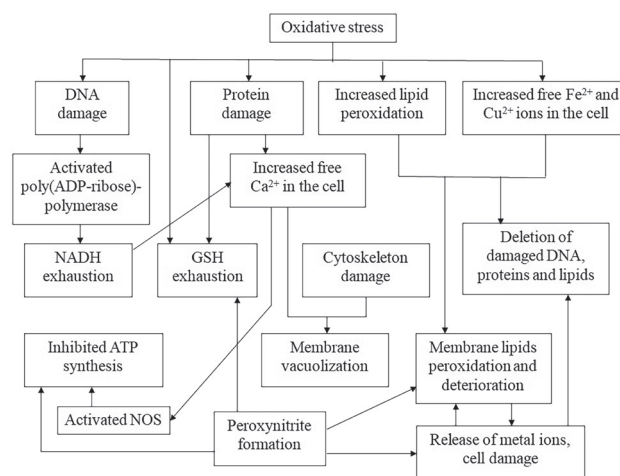 Oxidative stress
DNA
damage
Protein
damage
Increased lipid
peroxidation
Increased free Fe²⁺ and
Cu²⁺ ions in the cell
Activated
poly(ADP-ribose)-
polymerase
Increased free
Ca²⁺ in the cell
NADH
exhaustion
GSH
exhaustion
Cytoskeleton
damage
Deletion of
damaged DNA,
proteins and lipids
Inhibited ATP
synthesis
Membrane
vacuolization
Membrane lipids
peroxidation and
deterioration
Activated NOS
Peroxynitrite
formation
Release of metal ions,
cell damage